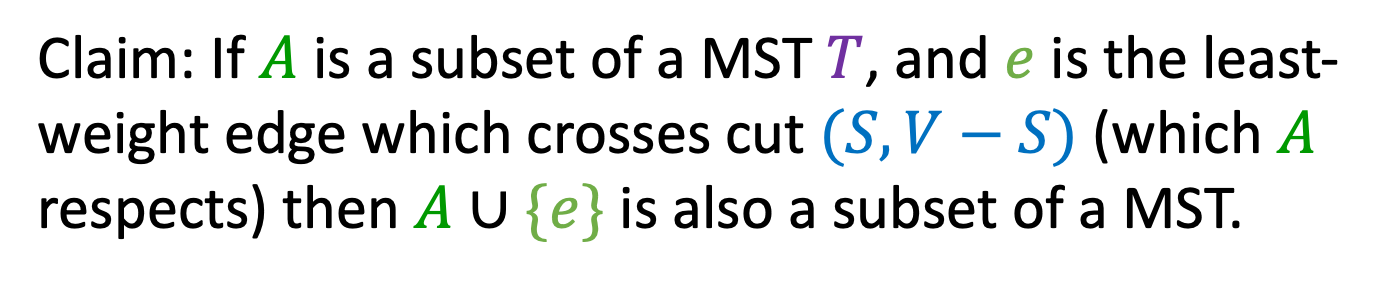 Claim: If A is a subset of a MST T, and e is the least-
weight edge which crosses cut (S, V − S) (which A
respects) then A ∪ {e} is also a subset of a MST.